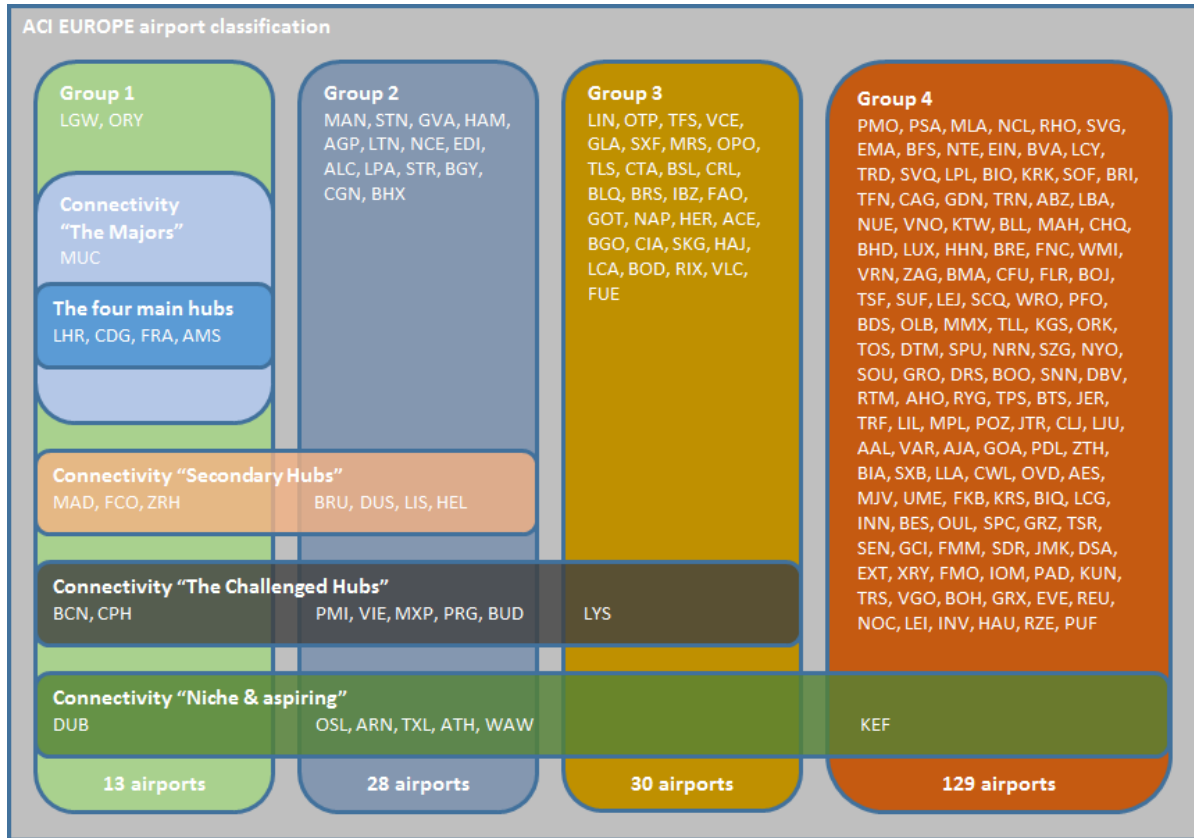 ACI EUROPE airport classification
Group 1
LGW, ORY
Connectivity
"The Majors"
MUC
The four main hubs
LHR, CDG, FRA, AMS
Group 2
MAN, STN, GVA, HAM,
AGP, LTN, NCE, EDI,
ALC, LPA, STR, BGY,
CGN, BHX
Group 3
LIN, OTP, TFS, VCE,
GLA, SXF, MRS, OPO,
TLS, CTA, BSL, CRL,
BLQ, BRS, IBZ, FAO,
GOT, NAP, HER, ACE,
BGO, CIA, SKG, HAJ,
LCA, BOD, RIX, VLC,
FUE
Group 4
PMO, PSA, MLA, NCL, RHO, SVG,
EMA, BFS, NTE, EIN, BVA, LCY,
TRD, SVQ, LPL, BIO, KRK, SOF, BRI,
TFN, CAG, GDN, TRN, ABZ, LBA,
NUE, VNO, KTW, BLL, MAH, CHQ,
BHD, LUX, HHN, BRE, FNC, WMI,
VRN, ZAG, BMA, CFU, FLR, BOJ,
TSF, SUF, LEJ, SCQ, WRO, PFO,
BDS, OLB, MMX, TLL, KGS, ORK,
TOS, DTM, SPU, NRN, SZG, NYO,
SOU, GRO, DRS, BOO, SNN, DBV,
RTM, AHO, RYG, TPS, BTS, JER,
TRF, LIL, MPL, POZ, JTR, CLJ, LJU,
AAL, VAR, AJA, GOA, PDL, ZTH,
BIA, SXB, LLA, CWL, OVD, AES,
MJV, UME, FKB, KRS, BIQ, LCG,
INN, BES, OUL, SPC, GRZ, TSR,
SEN, GCI, FMM, SDR, JMK, DSA,
EXT, XRY, FMO, IOM, PAD, KUN,
TRS, VGO, BOH, GRX, EVE, REU,
NOC, LEI, INV, HAU, RZE, PUF
Connectivity "Secondary Hubs"
MAD, FCO, ZRH
BRU, DUS, LIS, HEL
Connectivity "The Challenged Hubs"
BCN, CPH
PMI, VIE, MXP, PRG, BUD
LYS
Connectivity "Niche & aspiring"
DUB
OSL, ARN, TXL, ATH, WAW
KEF
13 airports
28 airports
30 airports
129 airports